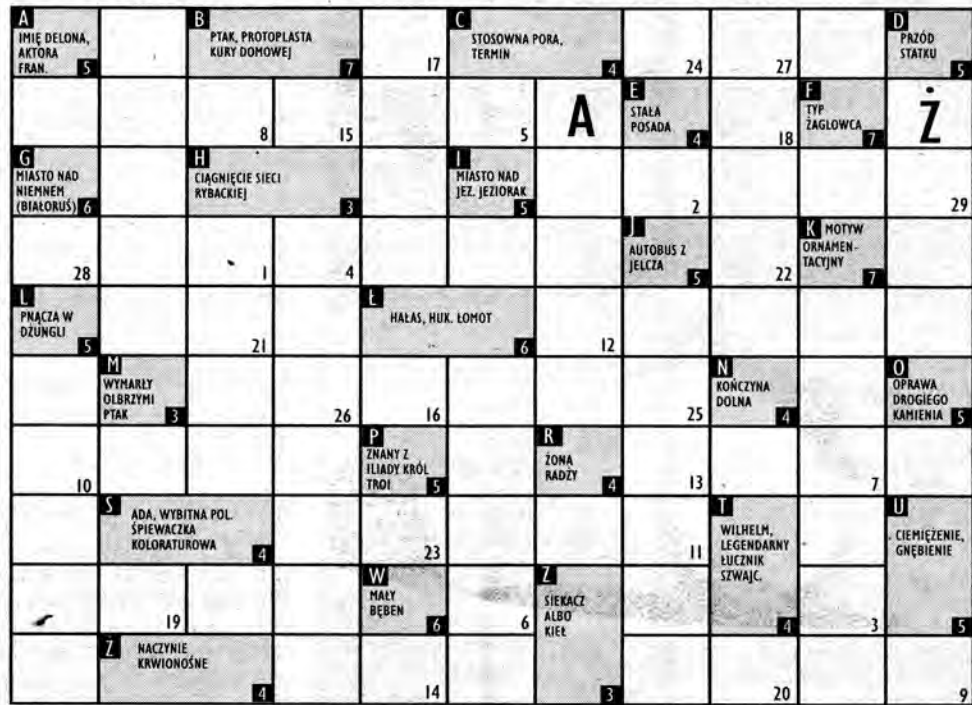 A
IMIĘ DELONA,
AKTORA
FRAN. 5
B
PTAK, PROTOPLASTA
KURY DOMOWEJ
7
17
C
STOSOWNA PORA,
TERMIN
4
24
27
D
PRZÓD
STATKU
5
8
15
5
A
E
STAŁA
POSADA
4
18
F
TYP
ŻAGLOWCA
7
Ż
G
MIASTO NAD
NIEMNEM
(BIAŁORUŚ) 6
H
CIĄGNIĘCIE SIECI
RYBACKIEJ
3
I
MIASTO NAD
JEZ. JEZIORAK
5
2
29
28
1
4
J
AUTOBUS Z
JELCZA
5
22
K MOTYW
ORNAMEN-
TACYJNY
7
L
PNĄCZA W
DŻUNGLI
5
21
Ł
HAŁAS, HUK, ŁOMOT
6
12
M
WYMARŁY
OLBRZYMI
PTAK 3
26
16
25
N
KOŃCZYNA
DOLNA
4
O
OPRAWA
DROGIEGO
KAMIENIA 5
10
P
ZNANY Z
ILIADY KRÓL
TROI 5
R
ŻONA
RADŻY
4
13
7
S
ADA, WYBITNA POL.
ŚPIEWACZKA
KOLORATUROWA
4
23
11
T
WILHELM,
LEGENDARNY
ŁUCZNIK
SZWAJC.
4
U
CIEMIĘŻENIE,
GNĘBIENIE
5
19
W
MAŁY
BĘBEN
6
6
Z
SIEKACZ
ALBO
KIEŁ
3
3
Ż
NACZYNIE
KRWIONOŚNE
4
14
20
9